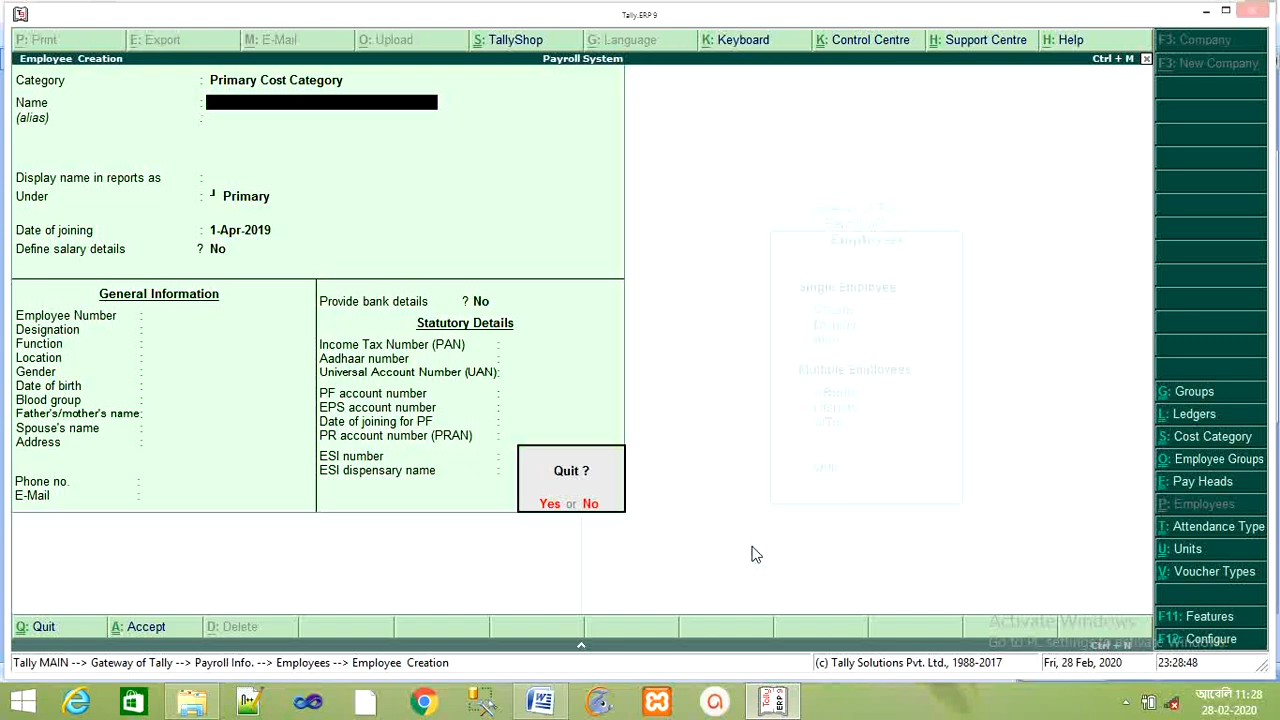 Tally.ERP 9
P: Print E: Export M: E-Mail O: Upload S: TallyShop G: Language K: Keyboard K: Control Centre H: Support Centre H: Help F3: Company
Employee Creation Payroll System Ctrl + M
F3: New Company
Category : Primary Cost Category
Name :
(alias) :
Display name in reports as :
Under : ┘ Primary
Date of joining : 1-Apr-2019
Define salary details ? No
General Information
Employee Number :
Designation :
Function :
Location :
Gender :
Date of birth :
Blood group :
Father's/mother's name:
Spouse's name :
Address :
Phone no. :
E-Mail :
Provide bank details ? No
Statutory Details
Income Tax Number (PAN) :
Aadhaar number :
Universal Account Number (UAN):
PF account number :
EPS account number :
Date of joining for PF :
PR account number (PRAN) :
ESI number :
ESI dispensary name :
Quit ?
Yes or No
Employees
Single Employee
Multiple Employees
G: Groups
L: Ledgers
S: Cost Category
O: Employee Groups
E: Pay Heads
P: Employees
T: Attendance Type
U: Units
V: Voucher Types
F11: Features
F12: Configure
Activate Windows
Q: Quit A: Accept D: Delete
Ctrl + N
Tally MAIN --> Gateway of Tally --> Payroll Info. --> Employees --> Employee Creation (c) Tally Solutions Pvt. Ltd., 1988-2017 Fri, 28 Feb, 2020 23:28:48
11:28
28-02-2020